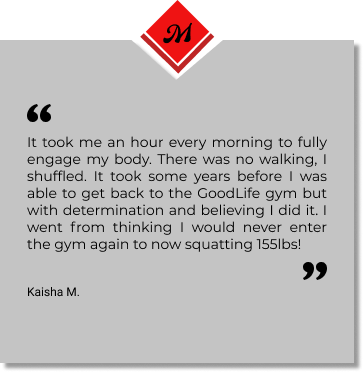 M
“
It took me an hour every morning to fully
engage my body. There was no walking, I
shuffled. It took some years before I was
able to get back to the GoodLife gym but
with determination and believing I did it. I
went from thinking I would never enter
the gym again to now squatting 155lbs!
”
Kaisha M.